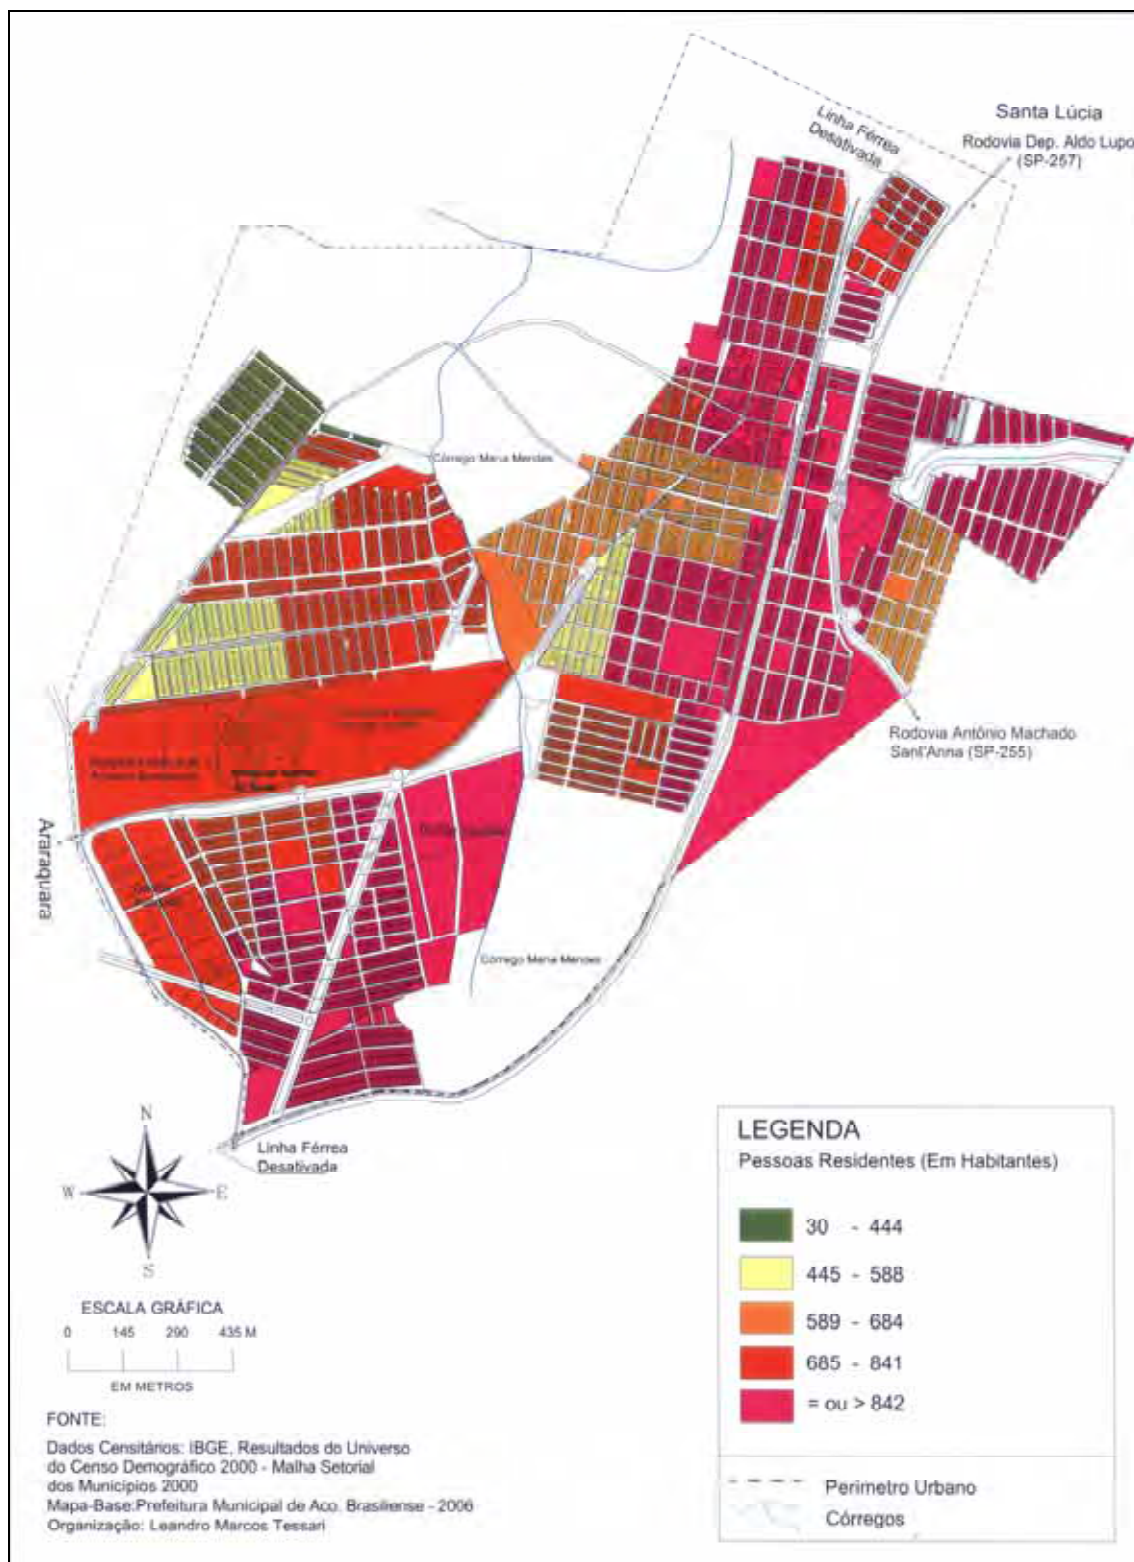 Linha Férrea
Desativada
Santa Lúcia
Rodovia Dep. Aldo Lupo
(SP-257)
Córrego Maria Mendes
Rodovia Antônio Machado
Sant'Anna (SP-255)
Araraquara
Córrego Maria Mendes
Linha Férrea
Desativada
N
W
E
S
ESCALA GRÁFICA
0 145 290 435 M
EM METROS
FONTE:
Dados Censitários: IBGE, Resultados do Universo
do Censo Demográfico 2000 - Malha Setorial
dos Municípios 2000
Mapa-Base:Prefeitura Municipal de Aco. Brasiliense - 2006
Organização: Leandro Marcos Tessari
LEGENDA
Pessoas Residentes (Em Habitantes)
30 - 444
445 - 588
589 - 684
685 - 841
= ou > 842
Perimetro Urbano
Córregos